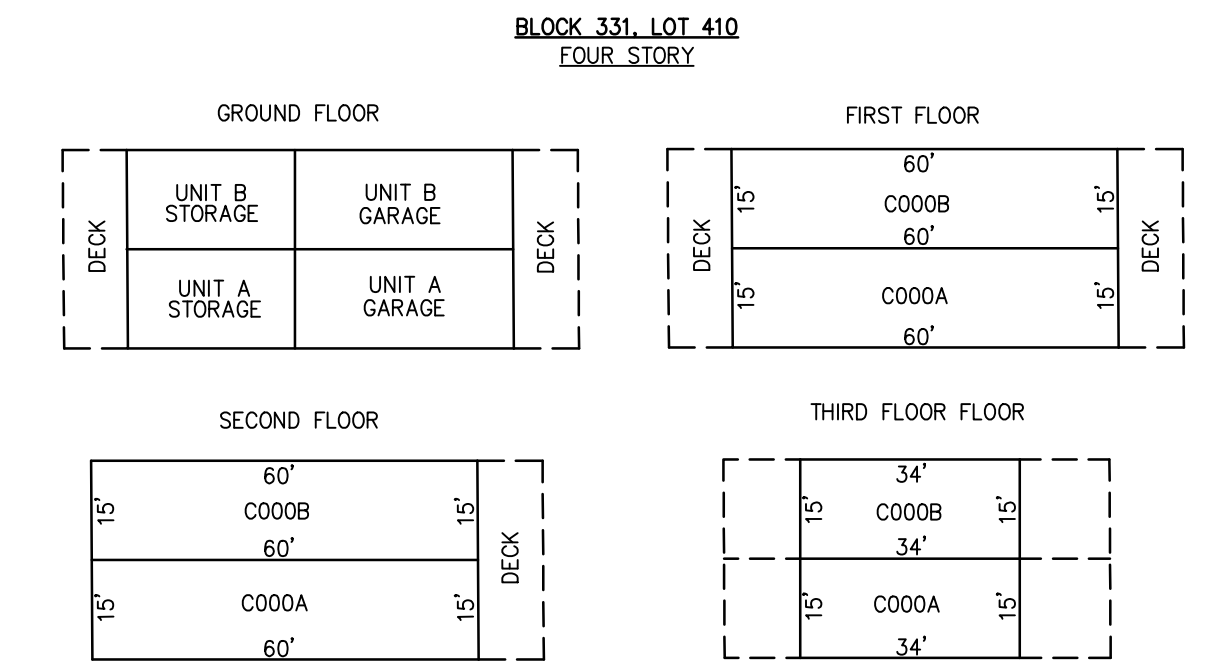 BLOCK 331, LOT 410
FOUR STORY
GROUND FLOOR
DECK
UNIT B
STORAGE
UNIT B
GARAGE
UNIT A
STORAGE
UNIT A
GARAGE
DECK
FIRST FLOOR
DECK
60'
15'
C000B
15'
60'
15'
C000A
15'
60'
DECK
SECOND FLOOR
60'
15'
C000B
15'
60'
15'
C000A
15'
60'
DECK
THIRD FLOOR FLOOR
34'
15'
C000B
15'
34'
15'
C000A
15'
34'